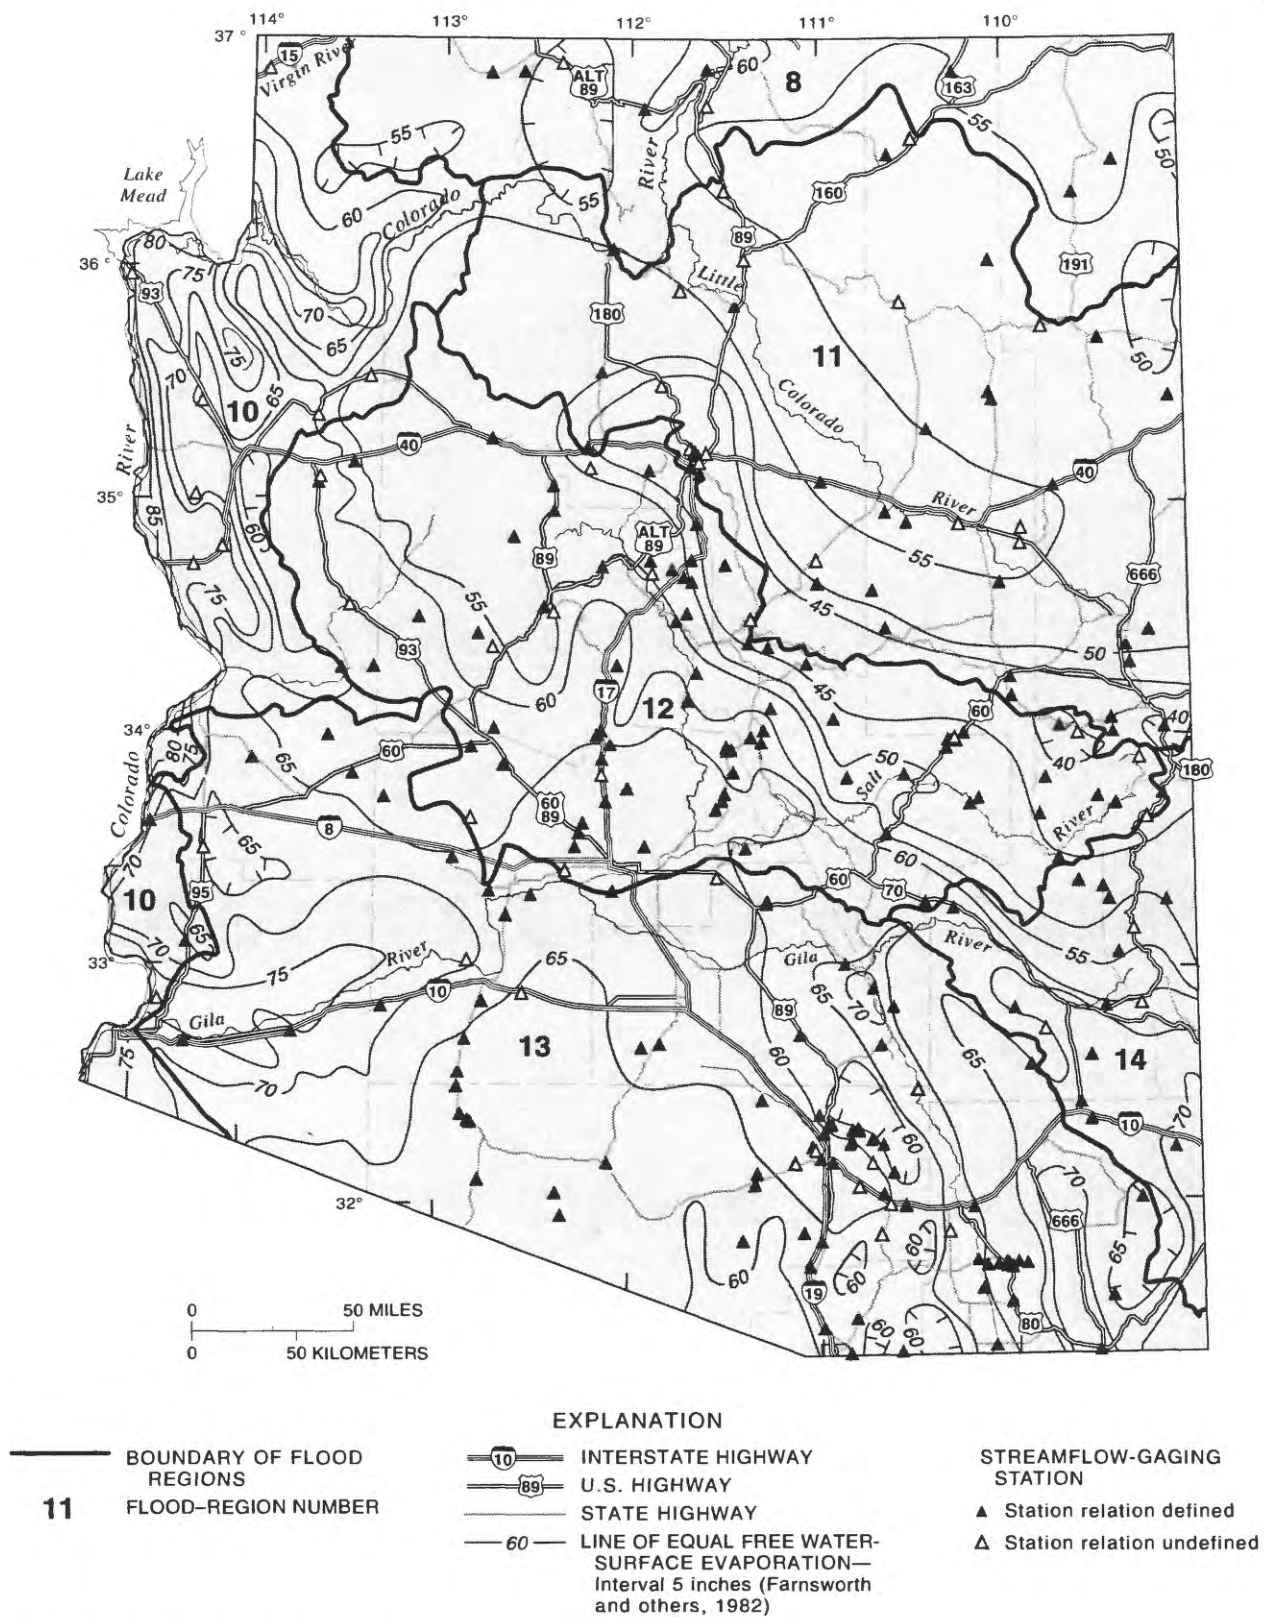 114° 113° 112° 111° 110°
37°
15
Virgin River
ALT
89
60
8
163
55
50
55
Lake
Mead
River
160
60
Colorado
55
80
89
36°
75
93
Little
191
180
70
65
75
11
50
70
65
10
Colorado
River
40
40
35°
85
River
60
ALT
89
55
89
666
75
55
45
93
50
60
17
12
45
60
34°
80
75
40
65
60
50
40
180
Colorado
60
89
Salt
8
River
65
60
70
60
70
95
10
65
River
70
River
65
Gila
55
33°
75
10
65
70
89
Gila
13
65
75
60
14
70
70
10
60
32°
70
666
60
65
60
60
19
80
60
60
0 50 MILES
0 50 KILOMETERS
EXPLANATION
BOUNDARY OF FLOOD
REGIONS
11 FLOOD-REGION NUMBER
10 INTERSTATE HIGHWAY
89 U.S. HIGHWAY
STATE HIGHWAY
60 LINE OF EQUAL FREE WATER-
SURFACE EVAPORATION—
Interval 5 inches (Farnsworth
and others, 1982)
STREAMFLOW-GAGING
STATION
Station relation defined
Station relation undefined